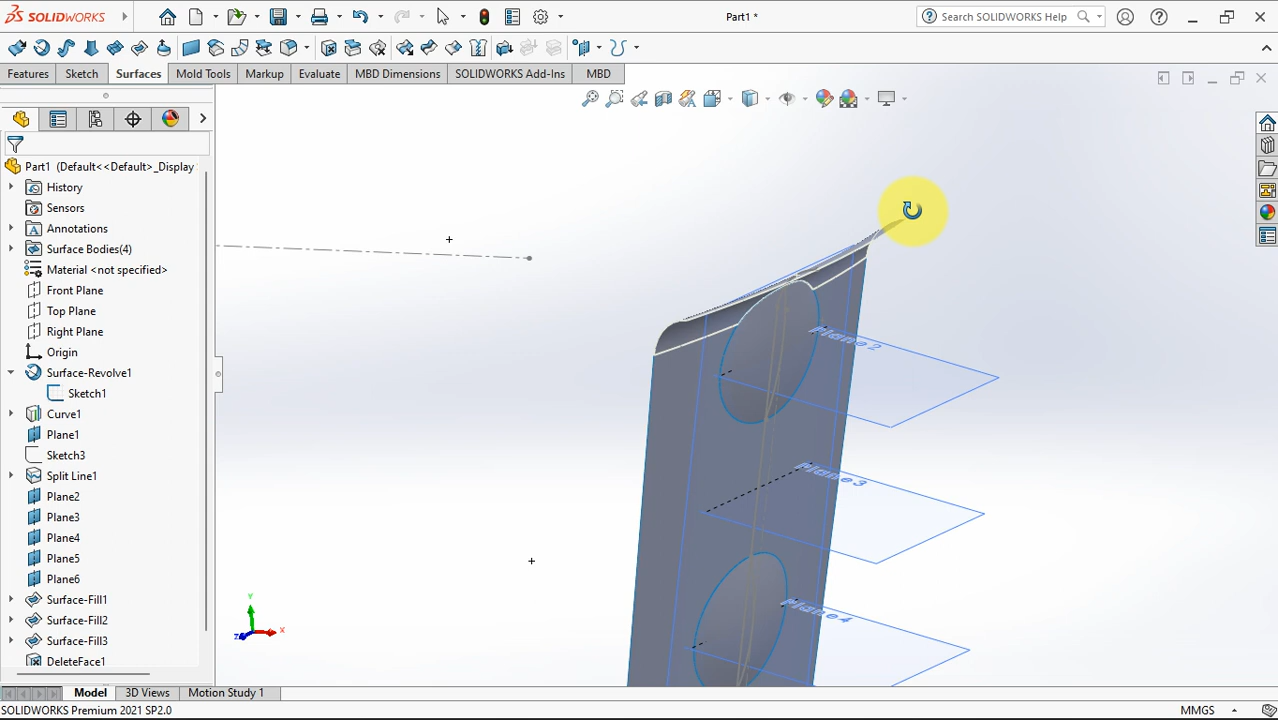 SOLIDWORKS
Part1 *
Search SOLIDWORKS Help
Features
Sketch
Surfaces
Mold Tools
Markup
Evaluate
MBD Dimensions
SOLIDWORKS Add-Ins
MBD
Part1 (Default<<Default>_Display
History
Sensors
Annotations
Surface Bodies(4)
Material <not specified>
Front Plane
Top Plane
Right Plane
Origin
Surface-Revolve1
Sketch1
Curve1
Plane1
Sketch3
Split Line1
Plane2
Plane3
Plane4
Plane5
Plane6
Surface-Fill1
Surface-Fill2
Surface-Fill3
DeleteFace1
Plane2
Plane3
Plane4
Y
Z
X
Model
3D Views
Motion Study 1
SOLIDWORKS Premium 2021 SP2.0
MMGS